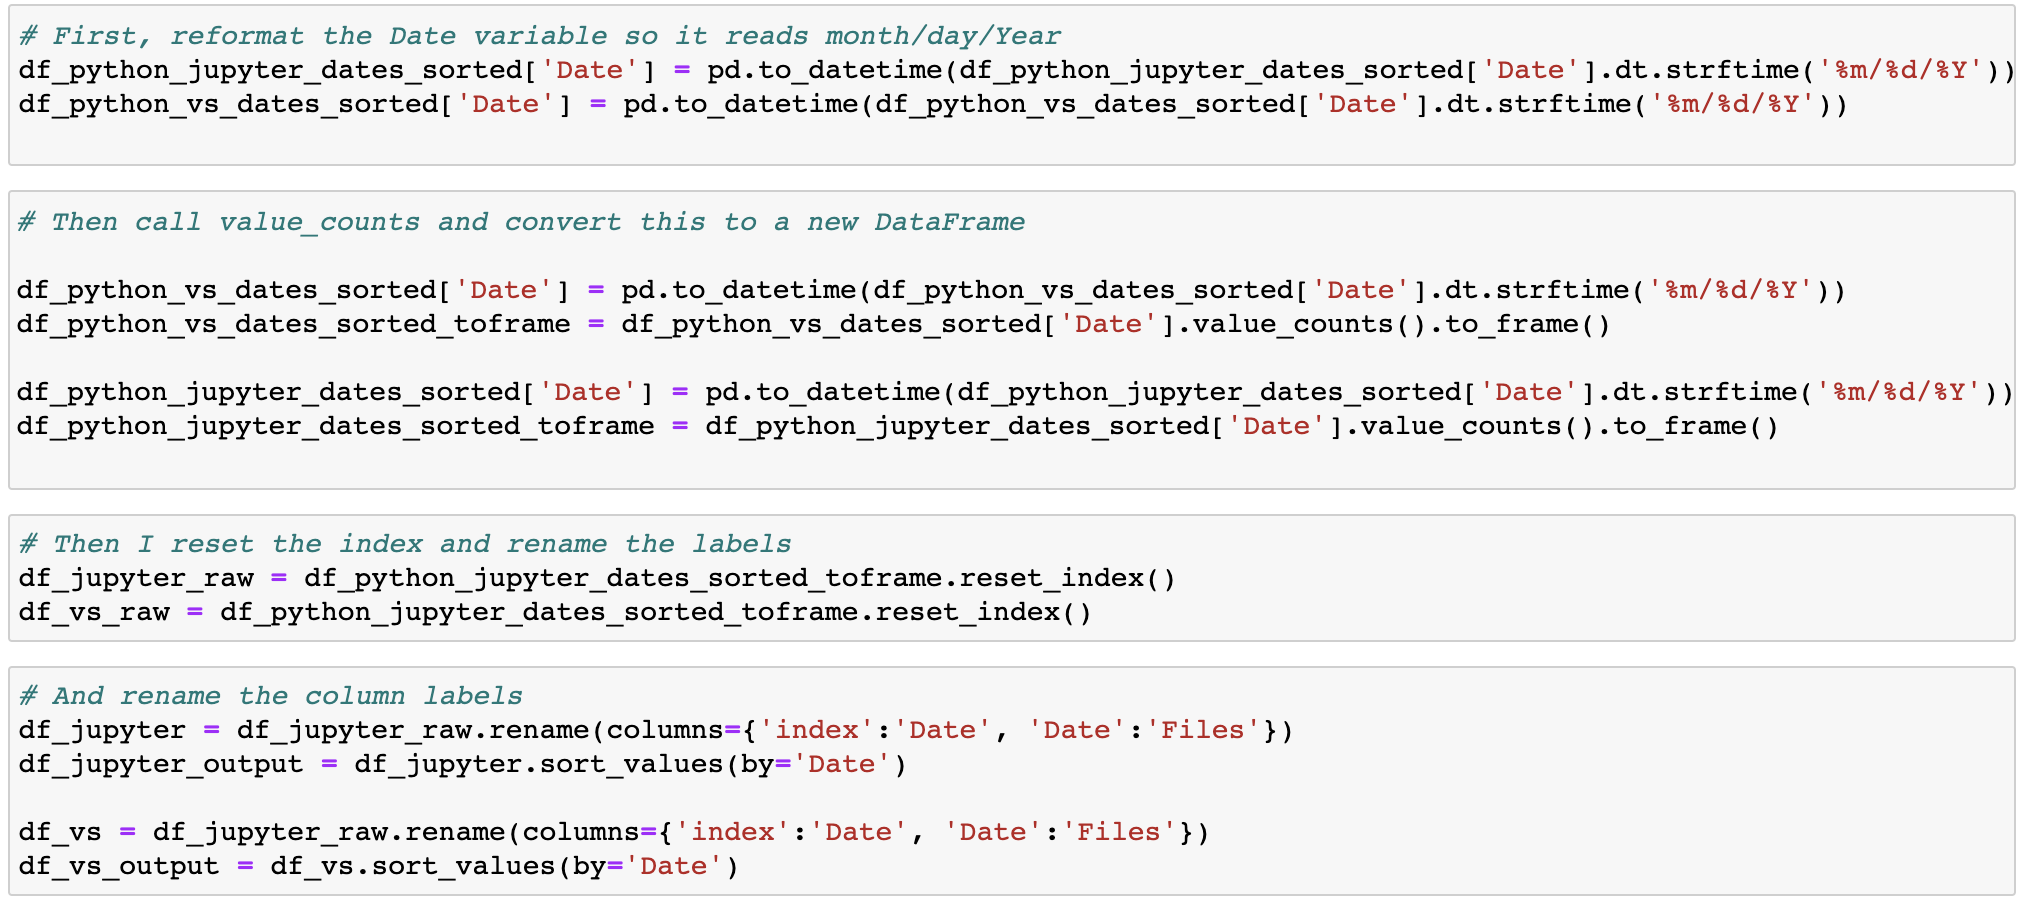 # First, reformat the Date variable so it reads month/day/Year
df_python_jupyter_dates_sorted['Date'] = pd.to_datetime(df_python_jupyter_dates_sorted['Date'].dt.strftime('%m/%d/%Y'))
df_python_vs_dates_sorted['Date'] = pd.to_datetime(df_python_vs_dates_sorted['Date'].dt.strftime('%m/%d/%Y'))
# Then call value_counts and convert this to a new DataFrame
df_python_vs_dates_sorted['Date'] = pd.to_datetime(df_python_vs_dates_sorted['Date'].dt.strftime('%m/%d/%Y'))
df_python_vs_dates_sorted_toframe = df_python_vs_dates_sorted['Date'].value_counts().to_frame()
df_python_jupyter_dates_sorted['Date'] = pd.to_datetime(df_python_jupyter_dates_sorted['Date'].dt.strftime('%m/%d/%Y'))
df_python_jupyter_dates_sorted_toframe = df_python_jupyter_dates_sorted['Date'].value_counts().to_frame()
# Then I reset the index and rename the labels
df_jupyter_raw = df_python_jupyter_dates_sorted_toframe.reset_index()
df_vs_raw = df_python_jupyter_dates_sorted_toframe.reset_index()
# And rename the column labels
df_jupyter = df_jupyter_raw.rename(columns={'index':'Date', 'Date':'Files'})
df_jupyter_output = df_jupyter.sort_values(by='Date')
df_vs = df_jupyter_raw.rename(columns={'index':'Date', 'Date':'Files'})
df_vs_output = df_vs.sort_values(by='Date')